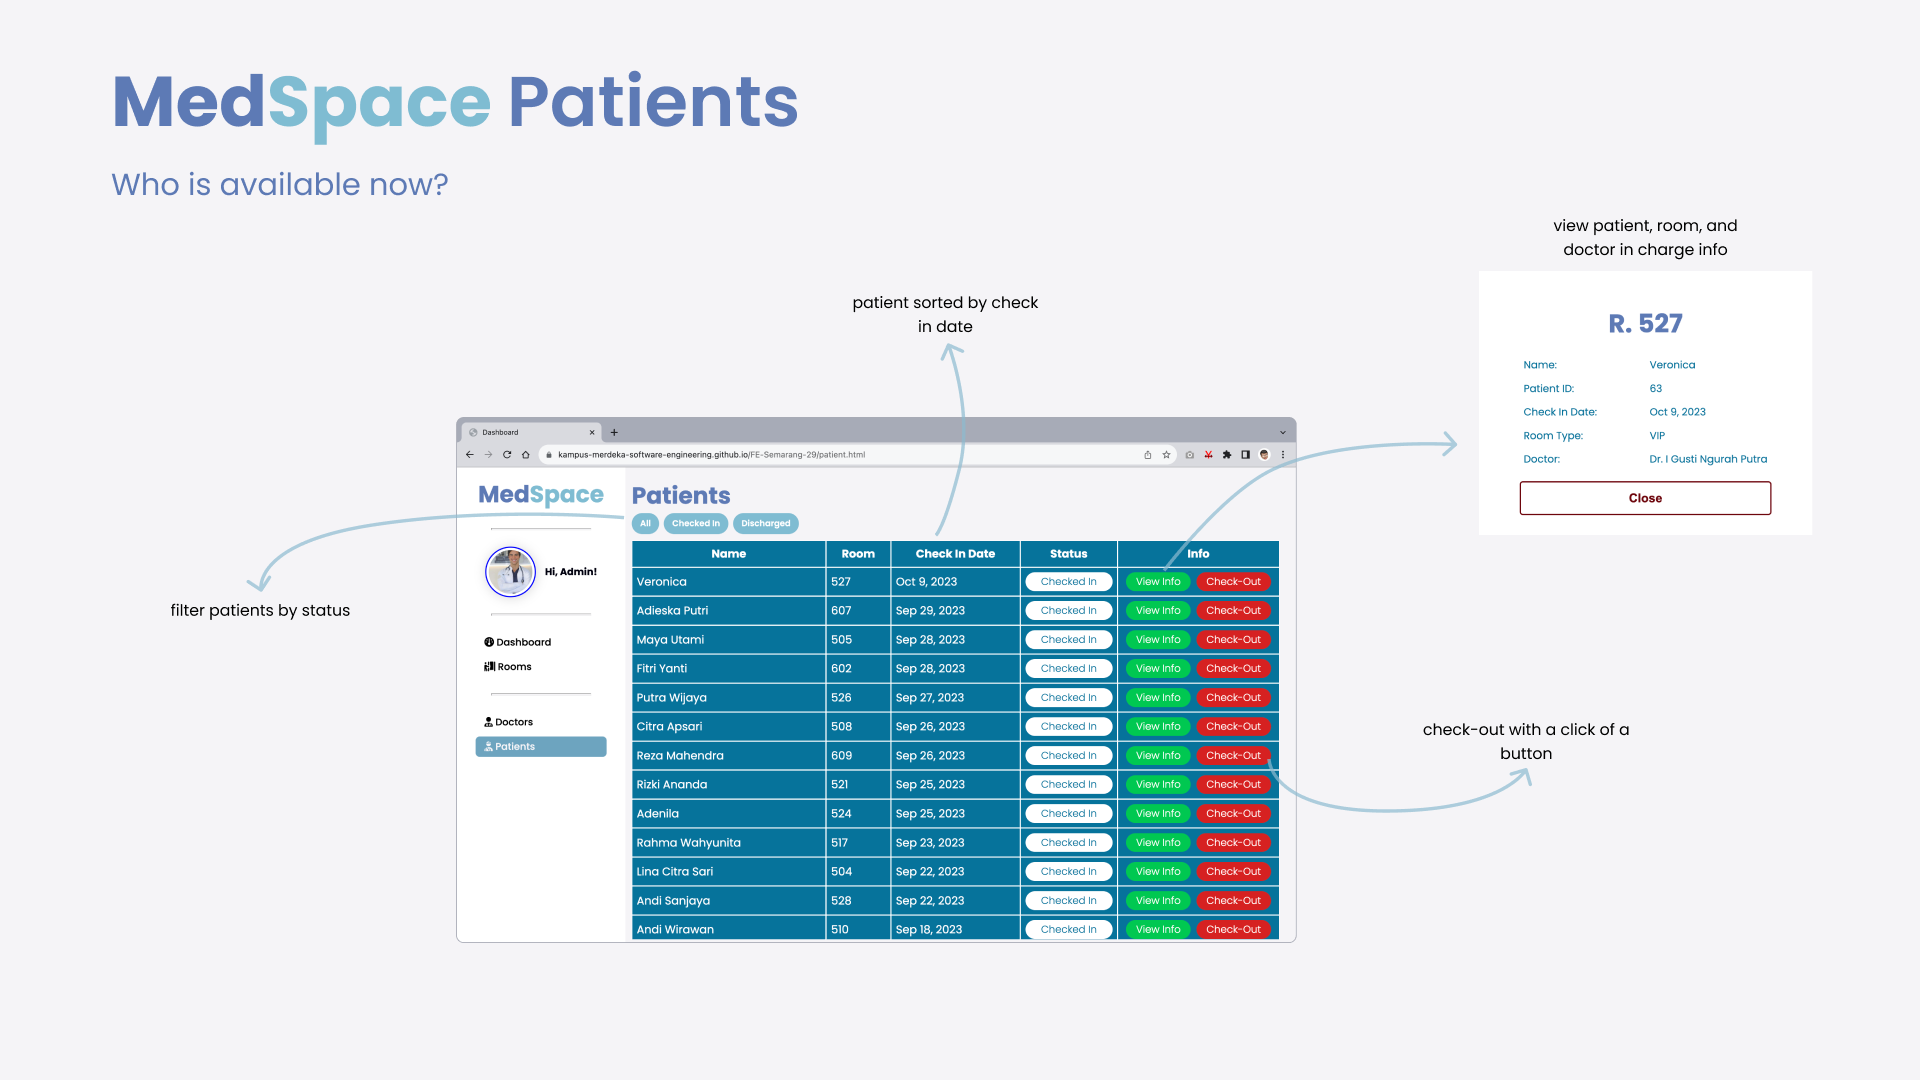 MedSpace Patients
Who is available now?
view patient, room, and
doctor in charge info
patient sorted by check
in date
R. 527
Name: Veronica
Patient ID: 63
Check In Date: Oct 9, 2023
Room Type: VIP
Doctor: Dr. I Gusti Ngurah Putra
Close
Dashboard
kampus-merdeka-software-engineering.github.io/FE-Semarang-29/patient.html
MedSpace
Hi, Admin!
Dashboard
Rooms
Doctors
Patients
filter patients by status
Patients
All Checked In Discharged
Name Room Check In Date Status Info
Veronica 527 Oct 9, 2023 Checked In View Info Check-Out
Adieska Putri 607 Sep 29, 2023 Checked In View Info Check-Out
Maya Utami 505 Sep 28, 2023 Checked In View Info Check-Out
Fitri Yanti 602 Sep 28, 2023 Checked In View Info Check-Out
Putra Wijaya 526 Sep 27, 2023 Checked In View Info Check-Out
Citra Apsari 508 Sep 26, 2023 Checked In View Info Check-Out
Reza Mahendra 609 Sep 26, 2023 Checked In View Info Check-Out
Rizki Ananda 521 Sep 25, 2023 Checked In View Info Check-Out
Adenila 524 Sep 25, 2023 Checked In View Info Check-Out
Rahma Wahyunita 517 Sep 23, 2023 Checked In View Info Check-Out
Lina Citra Sari 504 Sep 22, 2023 Checked In View Info Check-Out
Andi Sanjaya 528 Sep 22, 2023 Checked In View Info Check-Out
Andi Wirawan 510 Sep 18, 2023 Checked In View Info Check-Out
check-out with a click of a
button